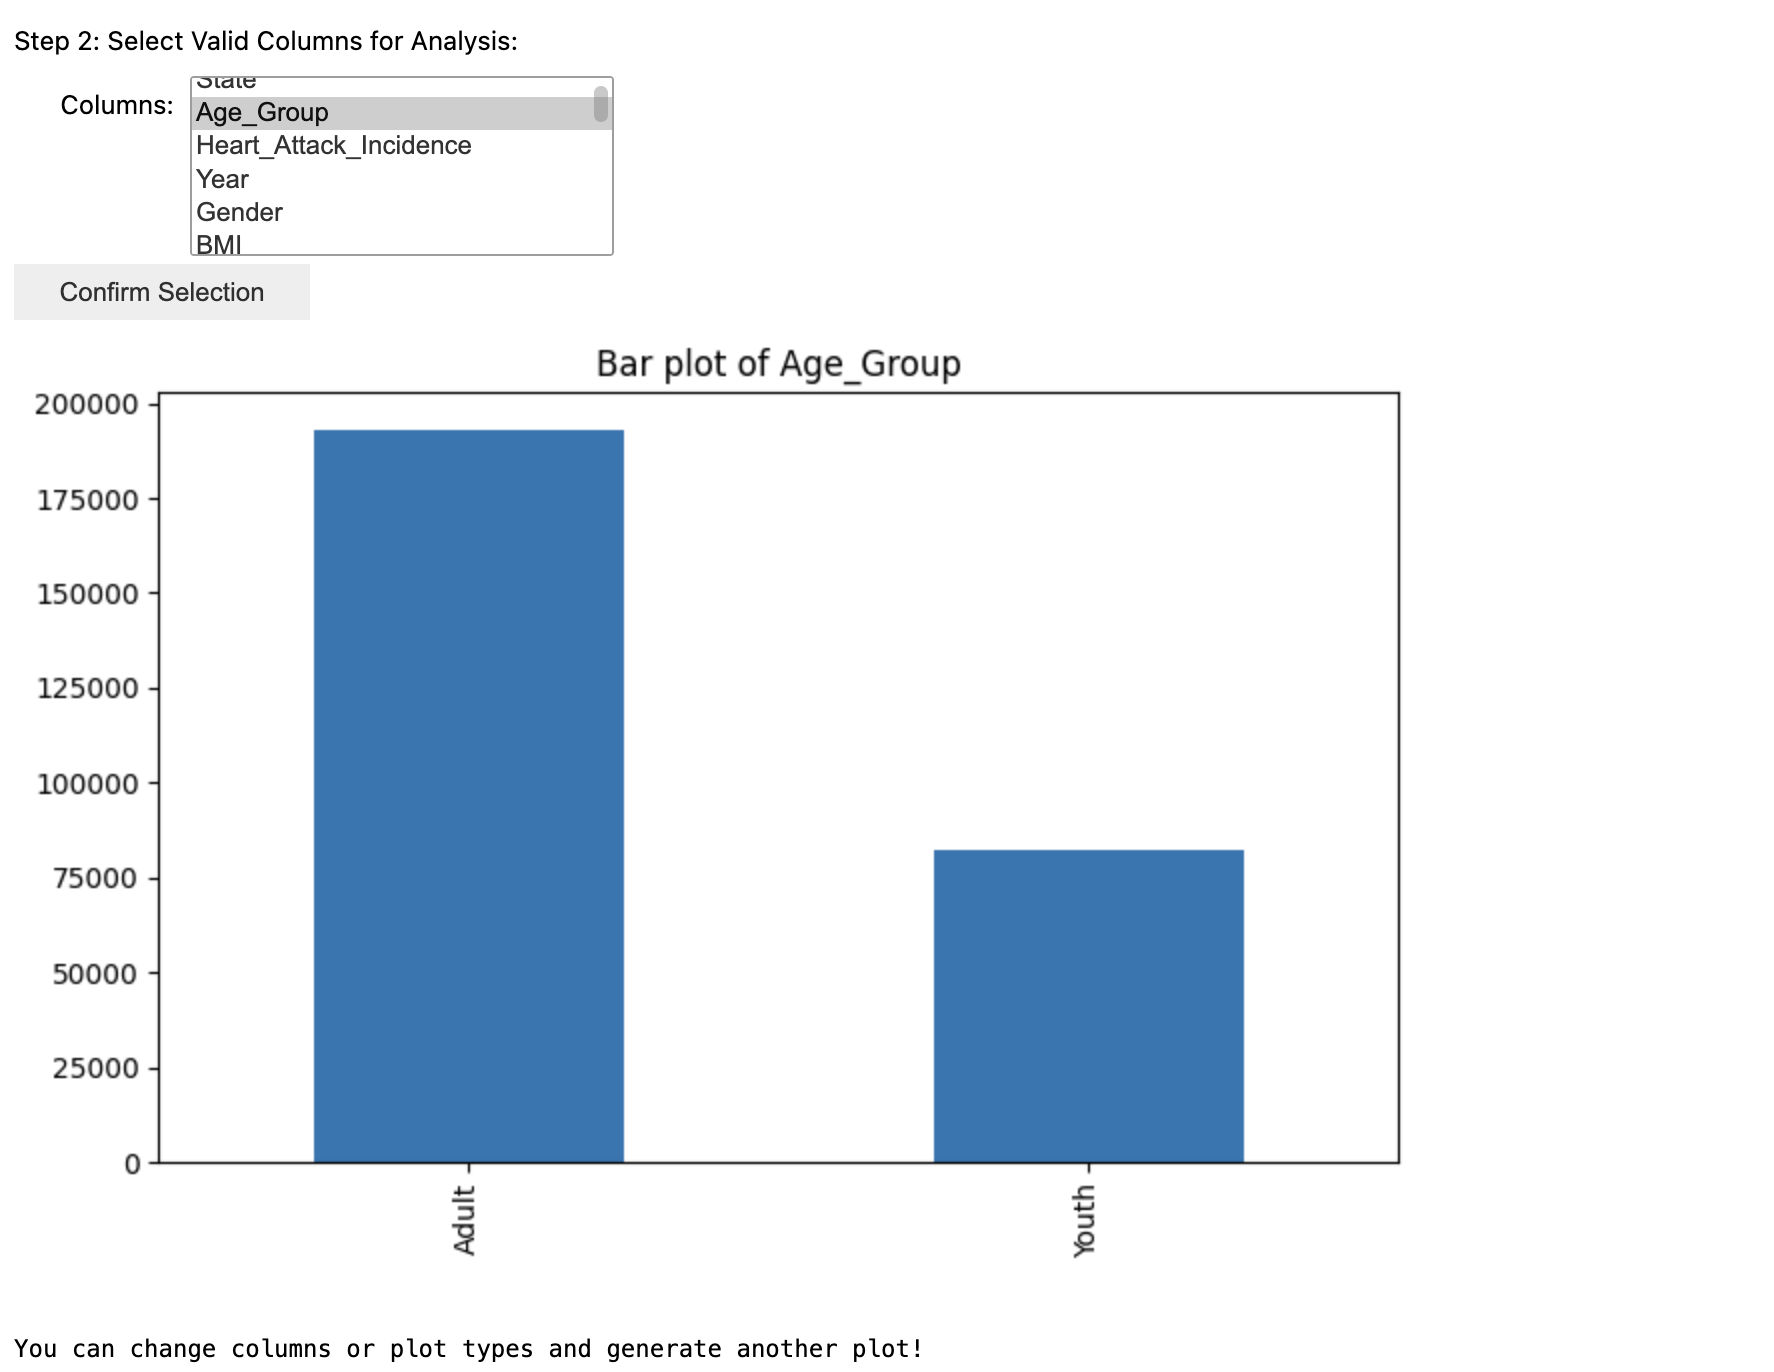 Step 2: Select Valid Columns for Analysis:
Columns:
State
Age_Group
Heart_Attack_Incidence
Year
Gender
BMI
Confirm Selection
Bar plot of Age_Group
200000
175000
150000
125000
100000
75000
50000
25000
0
Adult
Youth
You can change columns or plot types and generate another plot!